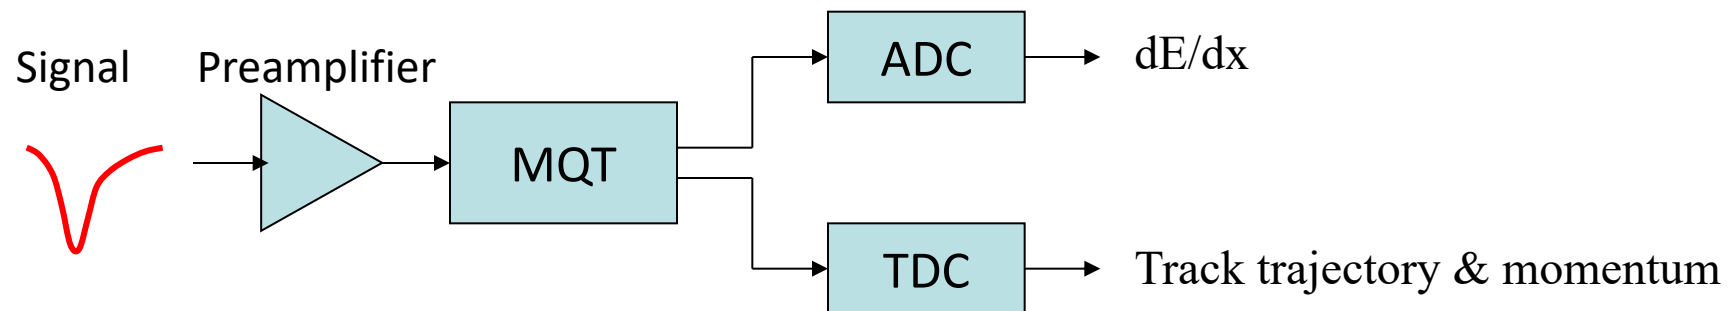 Signal
Preamplifier
MQT
ADC
dE/dx
TDC
Track trajectory & momentum